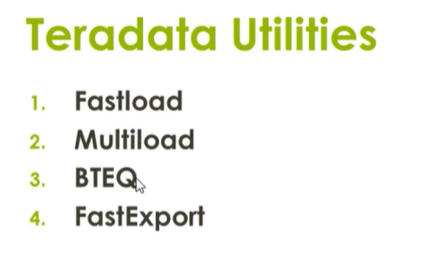 Teradata Utilities
1. Fastload
2. Multiload
3. BTEQ
4. FastExport